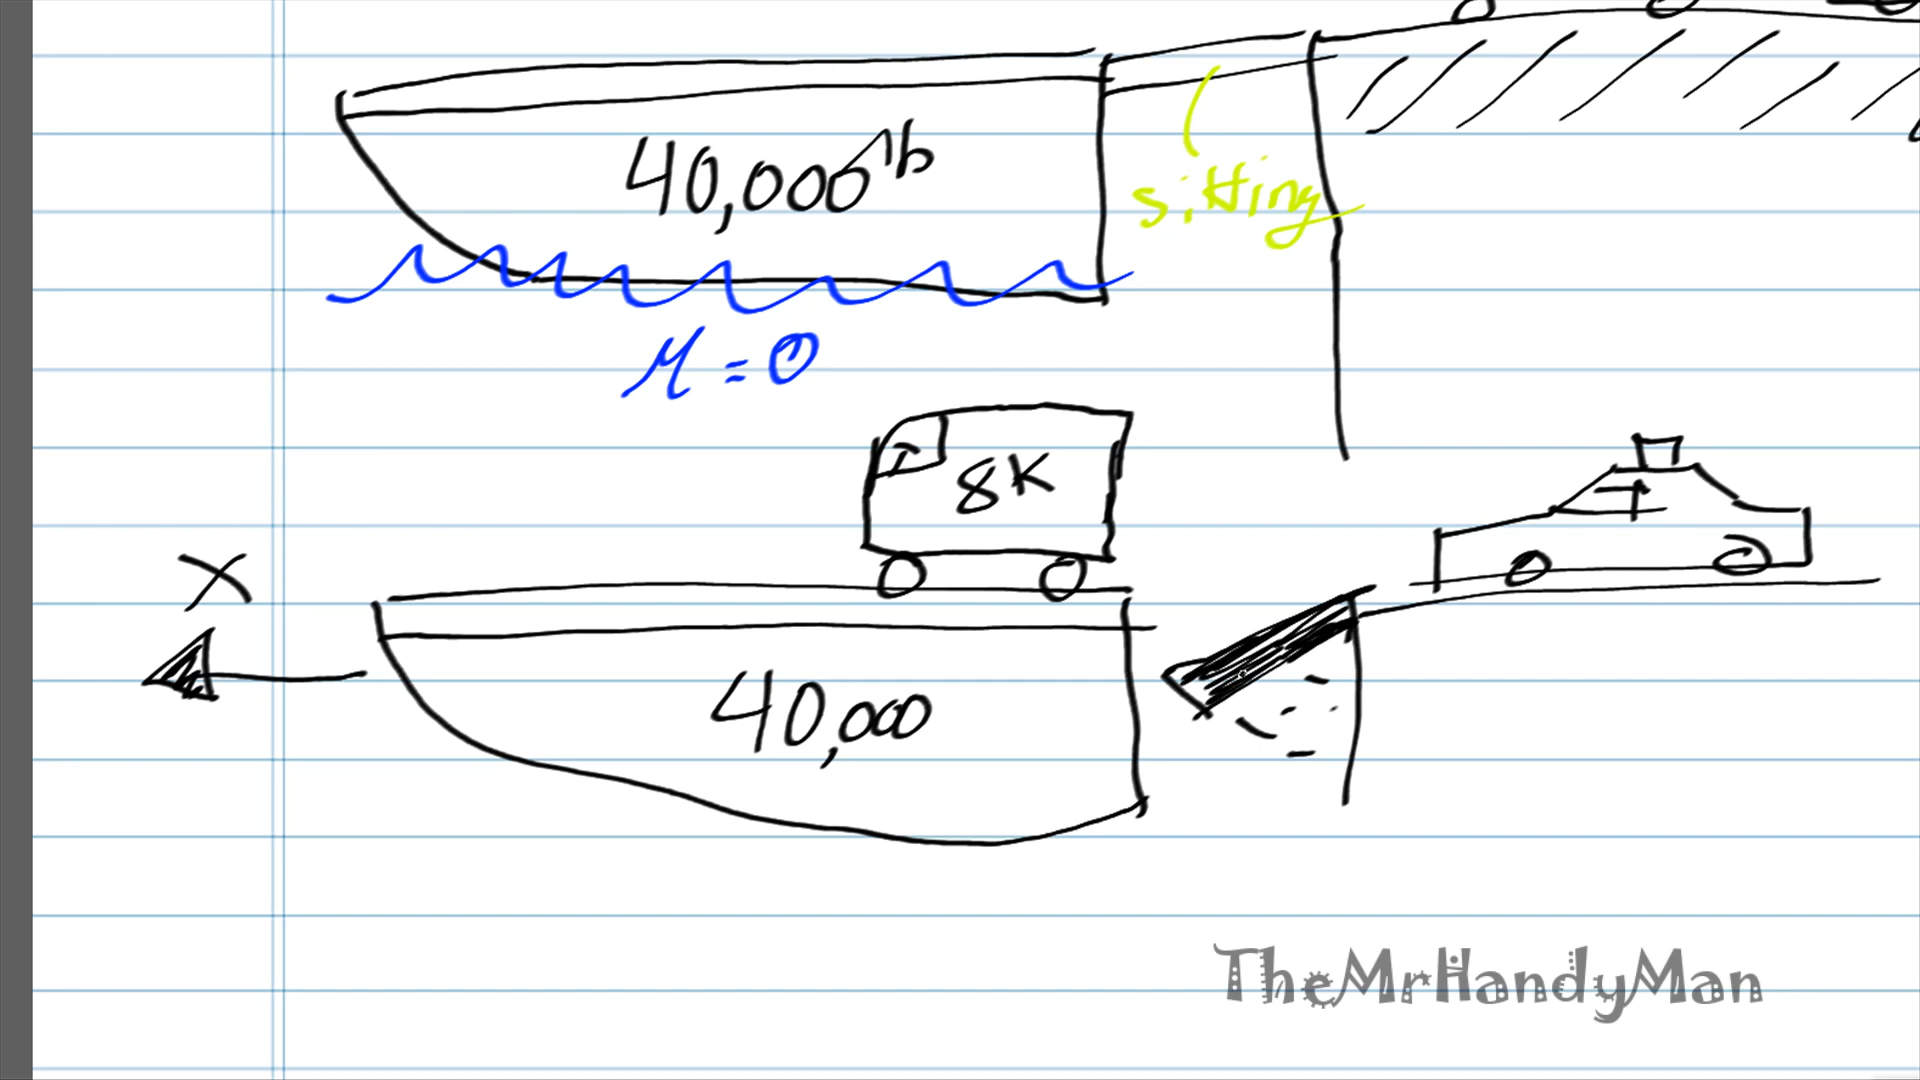 40,000 lb
sitting
μ = 0
8K
X
40,000
TheMrHandyMan